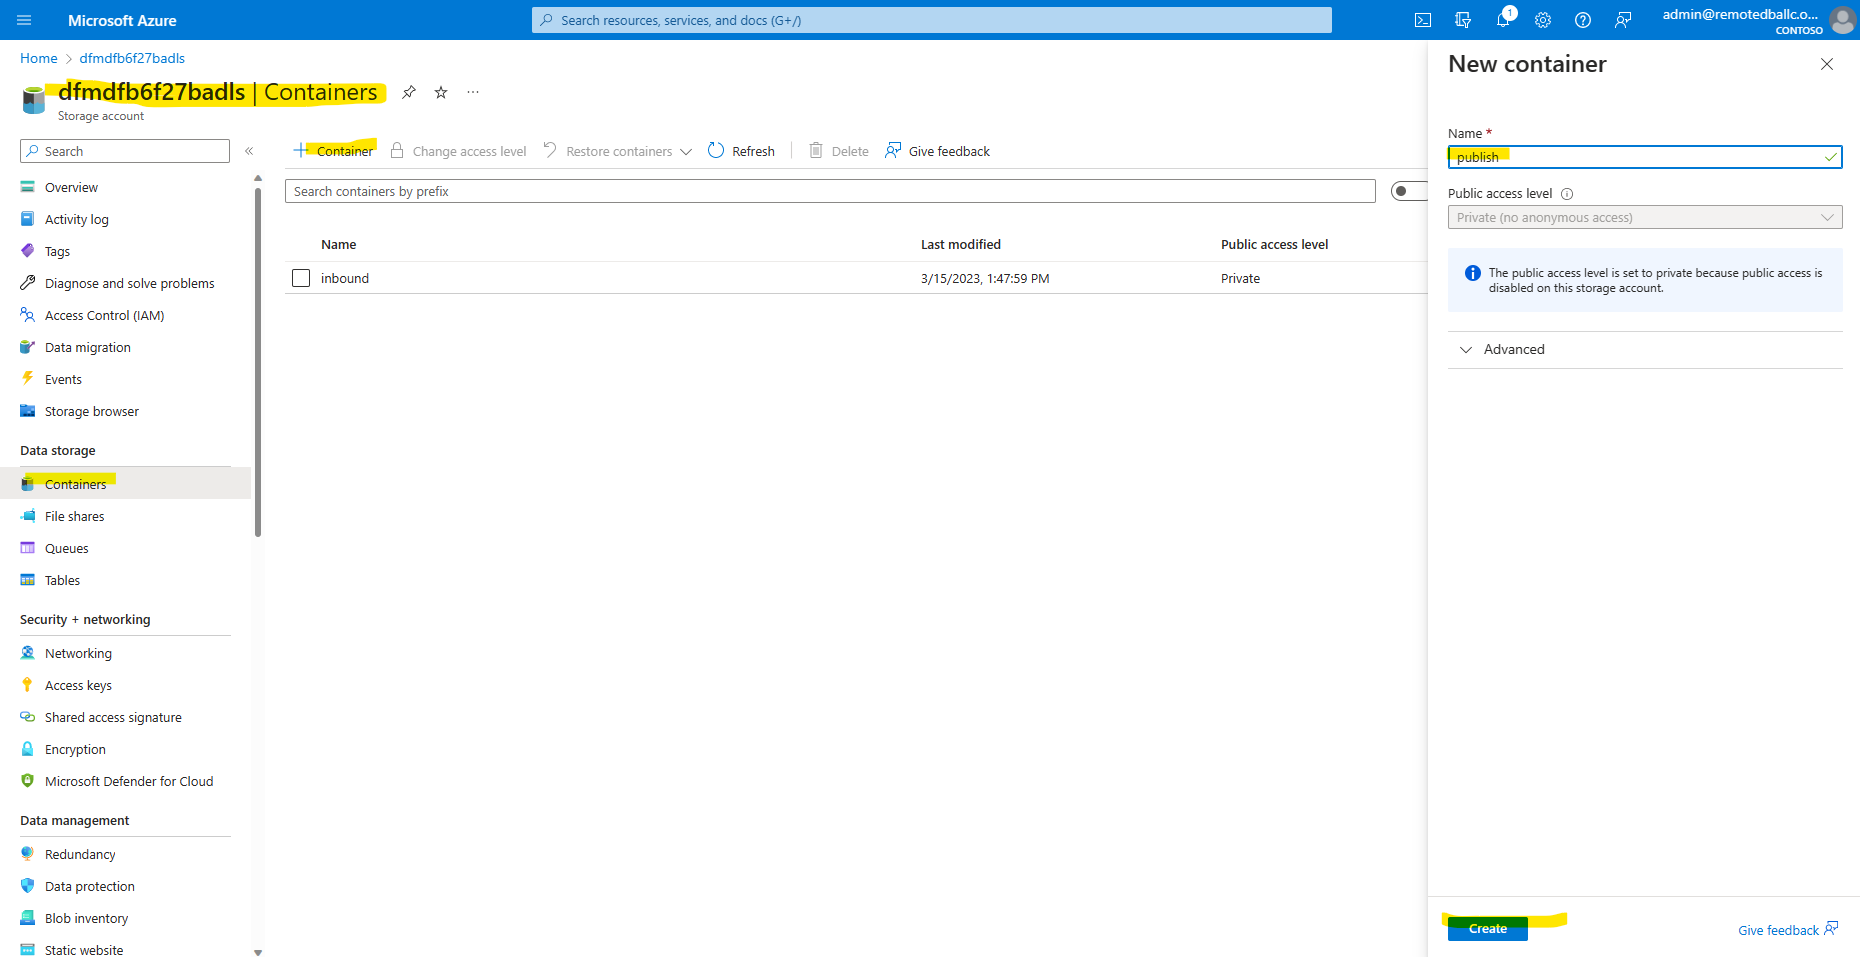 Microsoft Azure
Search resources, services, and docs (G+/)
1
admin@remotedballc.o...
CONTOSO
Home > dfmdfb6f27badls
dfmdfb6f27badls | Containers
Storage account
Search
Overview
Activity log
Tags
Diagnose and solve problems
Access Control (IAM)
Data migration
Events
Storage browser
Data storage
Containers
File shares
Queues
Tables
Security + networking
Networking
Access keys
Shared access signature
Encryption
Microsoft Defender for Cloud
Data management
Redundancy
Data protection
Blob inventory
Static website
Container Change access level Restore containers Refresh Delete Give feedback
Search containers by prefix
Name Last modified Public access level
inbound 3/15/2023, 1:47:59 PM Private
New container
Name *
publish
Public access level
Private (no anonymous access)
The public access level is set to private because public access is
disabled on this storage account.
Advanced
Create
Give feedback